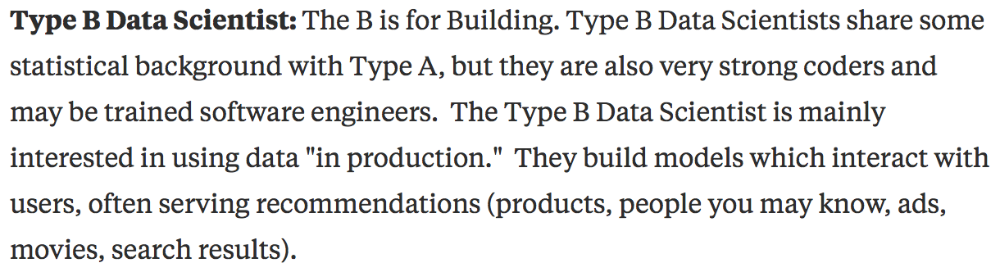 Type B Data Scientist: The B is for Building. Type B Data Scientists share some
statistical background with Type A, but they are also very strong coders and
may be trained software engineers.  The Type B Data Scientist is mainly
interested in using data "in production."  They build models which interact with
users, often serving recommendations (products, people you may know, ads,
movies, search results).